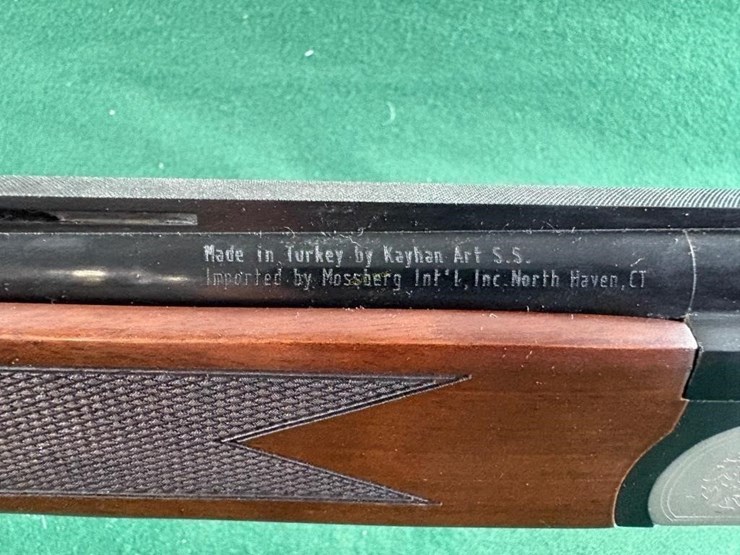 Made in Turkey by Kayhan Art S.S.
Imported by Mossberg Int'l, Inc. North Haven, CT